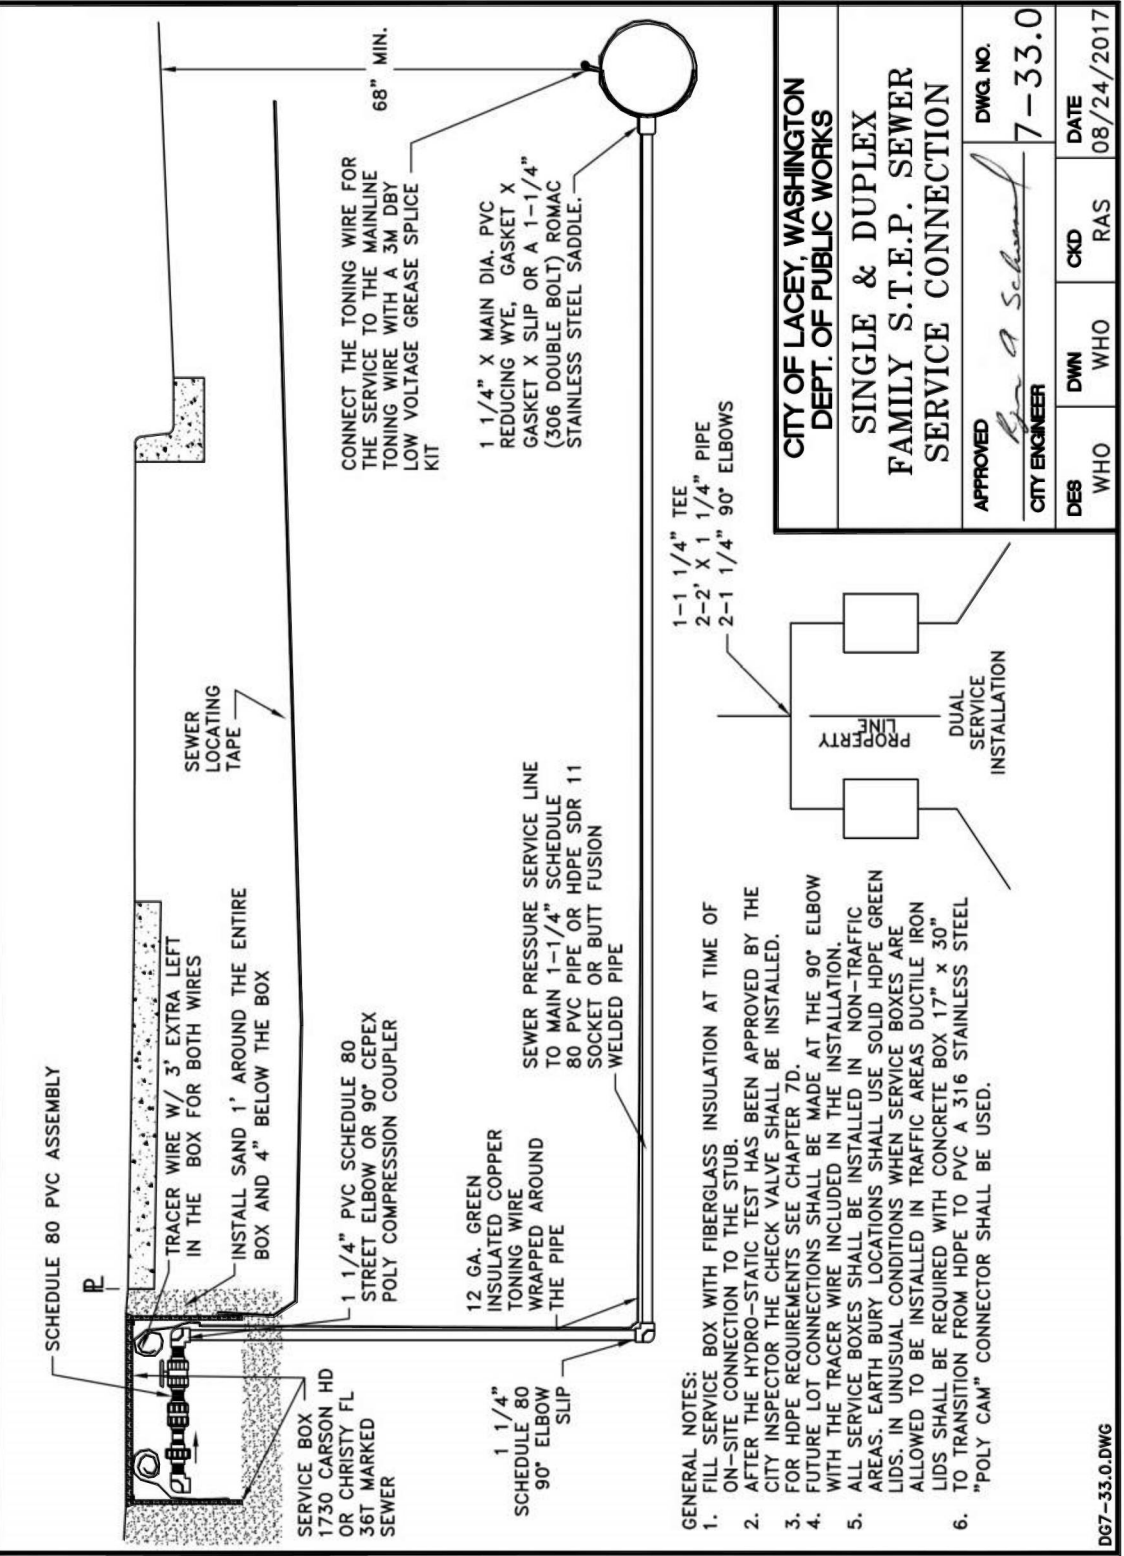 SCHEDULE 80 PVC ASSEMBLY
PL
TRACER WIRE W/ 3' EXTRA LEFT
IN THE BOX FOR BOTH WIRES
INSTALL SAND 1' AROUND THE ENTIRE
BOX AND 4" BELOW THE BOX
SEWER
LOCATING
TAPE
68" MIN.
SERVICE BOX
1730 CARSON HD
OR CHRISTY FL
36T MARKED
SEWER
1 1/4" PVC SCHEDULE 80
STREET ELBOW OR 90° CEPEX
POLY COMPRESSION COUPLER
CONNECT THE TONING WIRE FOR
THE SERVICE TO THE MAINLINE
TONING WIRE WITH A 3M DBY
LOW VOLTAGE GREASE SPLICE
KIT
12 GA. GREEN
INSULATED COPPER
TONING WIRE
WRAPPED AROUND
THE PIPE
1 1/4"
SCHEDULE 80
90° ELBOW
SLIP
SEWER PRESSURE SERVICE LINE
TO MAIN 1-1/4" SCHEDULE
80 PVC PIPE OR HDPE SDR 11
SOCKET OR BUTT FUSION
WELDED PIPE
1 1/4" X MAIN DIA. PVC
REDUCING WYE, GASKET X
GASKET X SLIP OR A 1-1/4"
(306 DOUBLE BOLT) ROMAC
STAINLESS STEEL SADDLE.
GENERAL NOTES:
1. FILL SERVICE BOX WITH FIBERGLASS INSULATION AT TIME OF
ON-SITE CONNECTION TO THE STUB.
2. AFTER THE HYDRO-STATIC TEST HAS BEEN APPROVED BY THE
CITY INSPECTOR THE CHECK VALVE SHALL BE INSTALLED.
3. FOR HDPE REQUIREMENTS SEE CHAPTER 7D.
4. FUTURE LOT CONNECTIONS SHALL BE MADE AT THE 90° ELBOW
WITH THE TRACER WIRE INCLUDED IN THE INSTALLATION.
5. ALL SERVICE BOXES SHALL BE INSTALLED IN NON-TRAFFIC
AREAS. EARTH BURY LOCATIONS SHALL USE SOLID HDPE GREEN
LIDS. IN UNUSUAL CONDITIONS WHEN SERVICE BOXES ARE
ALLOWED TO BE INSTALLED IN TRAFFIC AREAS DUCTILE IRON
LIDS SHALL BE REQUIRED WITH CONCRETE BOX 17" x 30"
6. TO TRANSITION FROM HDPE TO PVC A 316 STAINLESS STEEL
"POLY CAM" CONNECTOR SHALL BE USED.
1-1 1/4" TEE
2-2' X 1 1/4" PIPE
2-1 1/4" 90° ELBOWS
PROPERTY
LINE
DUAL
SERVICE
INSTALLATION
CITY OF LACEY, WASHINGTON
DEPT. OF PUBLIC WORKS
SINGLE & DUPLEX
FAMILY S.T.E.P. SEWER
SERVICE CONNECTION
APPROVED
CITY ENGINEER
DWG. NO.
7-33.0
DES
WHO
DWN
WHO
CKD
RAS
DATE
08/24/2017
DG7-33.0.DWG